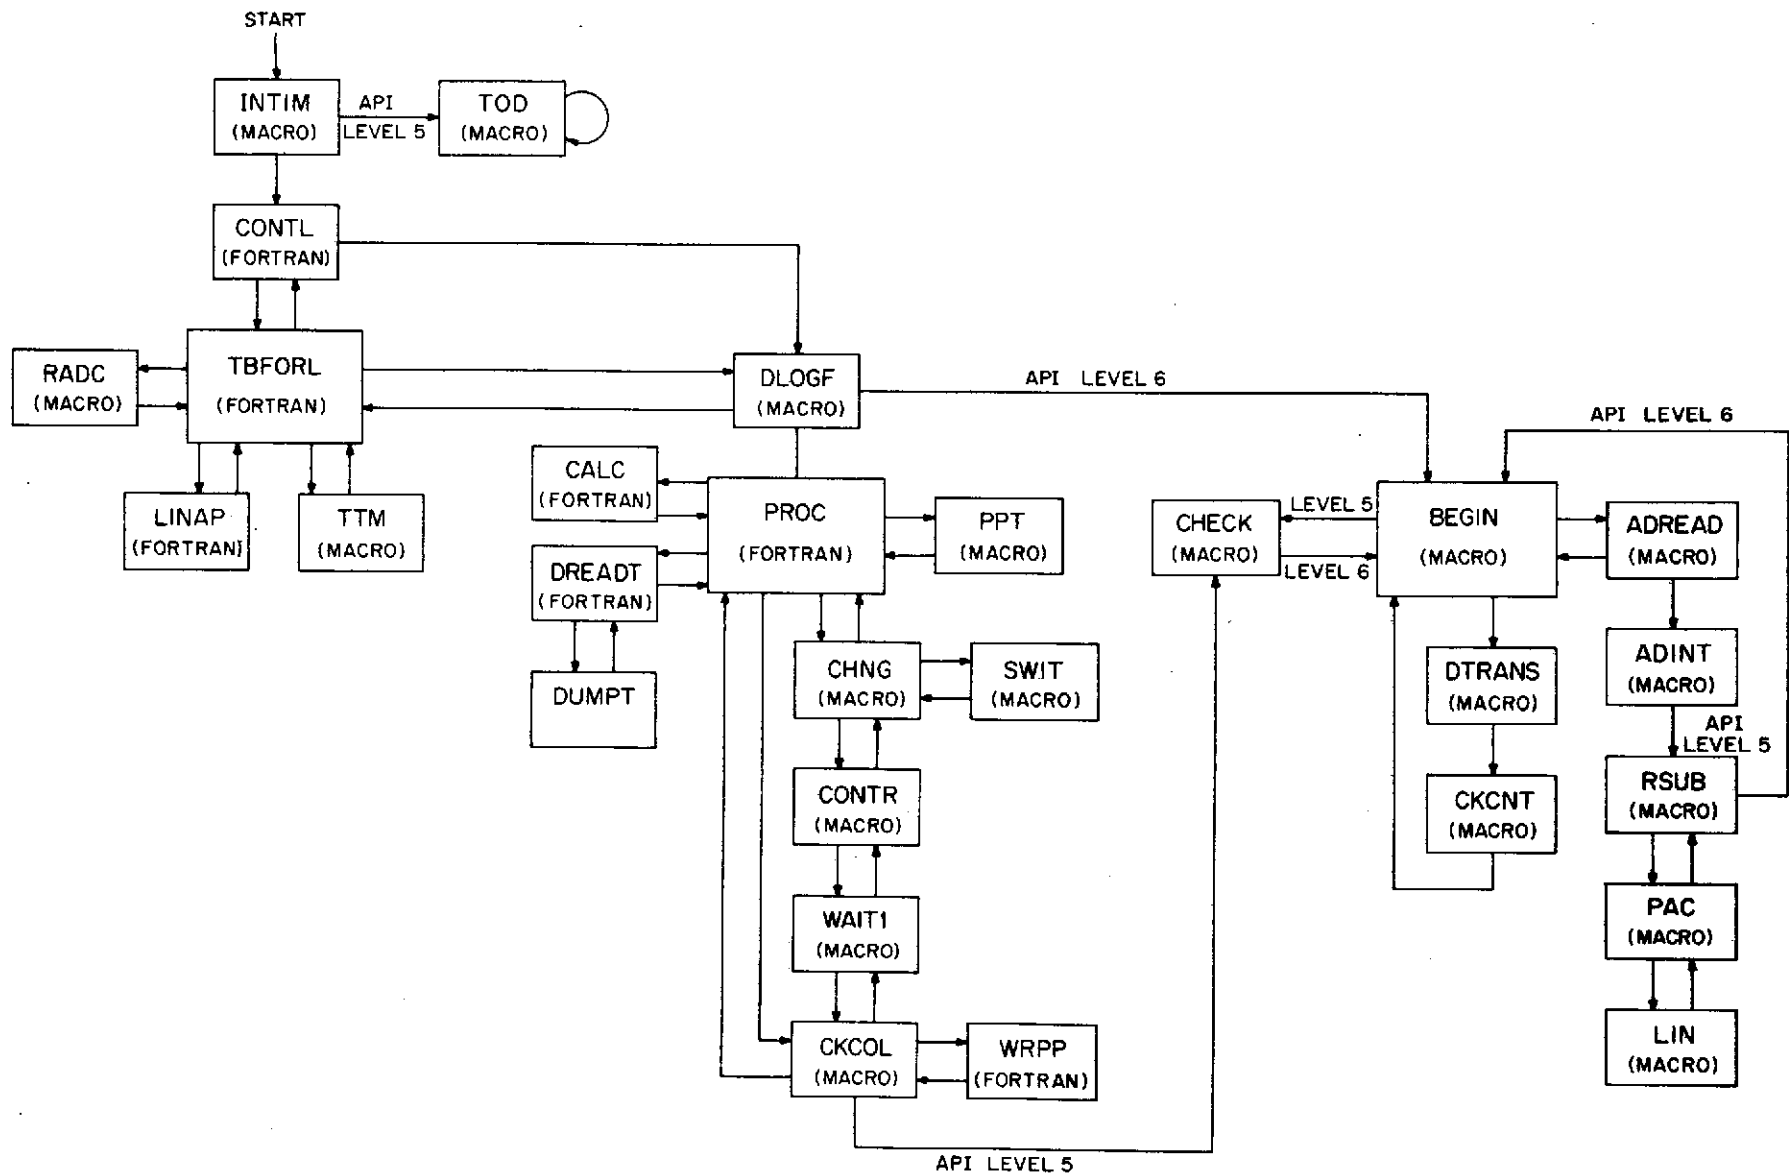 START
INTIM
(MACRO)
API
LEVEL 5
TOD
(MACRO)
CONTL
(FORTRAN)
RADC
(MACRO)
TBFORL
(FORTRAN)
DLOGF
(MACRO)
API LEVEL 6
API LEVEL 6
LINAP
(FORTRAN)
TTM
(MACRO)
CALC
(FORTRAN)
PROC
(FORTRAN)
PPT
(MACRO)
DREADT
(FORTRAN)
DUMPT
CHNG
(MACRO)
SWIT
(MACRO)
CONTR
(MACRO)
WAIT1
(MACRO)
CKCOL
(MACRO)
WRPP
(FORTRAN)
API LEVEL 5
CHECK
(MACRO)
LEVEL 5
LEVEL 6
BEGIN
(MACRO)
ADREAD
(MACRO)
DTRANS
(MACRO)
ADINT
(MACRO)
API
LEVEL 5
CKCNT
(MACRO)
RSUB
(MACRO)
PAC
(MACRO)
LIN
(MACRO)